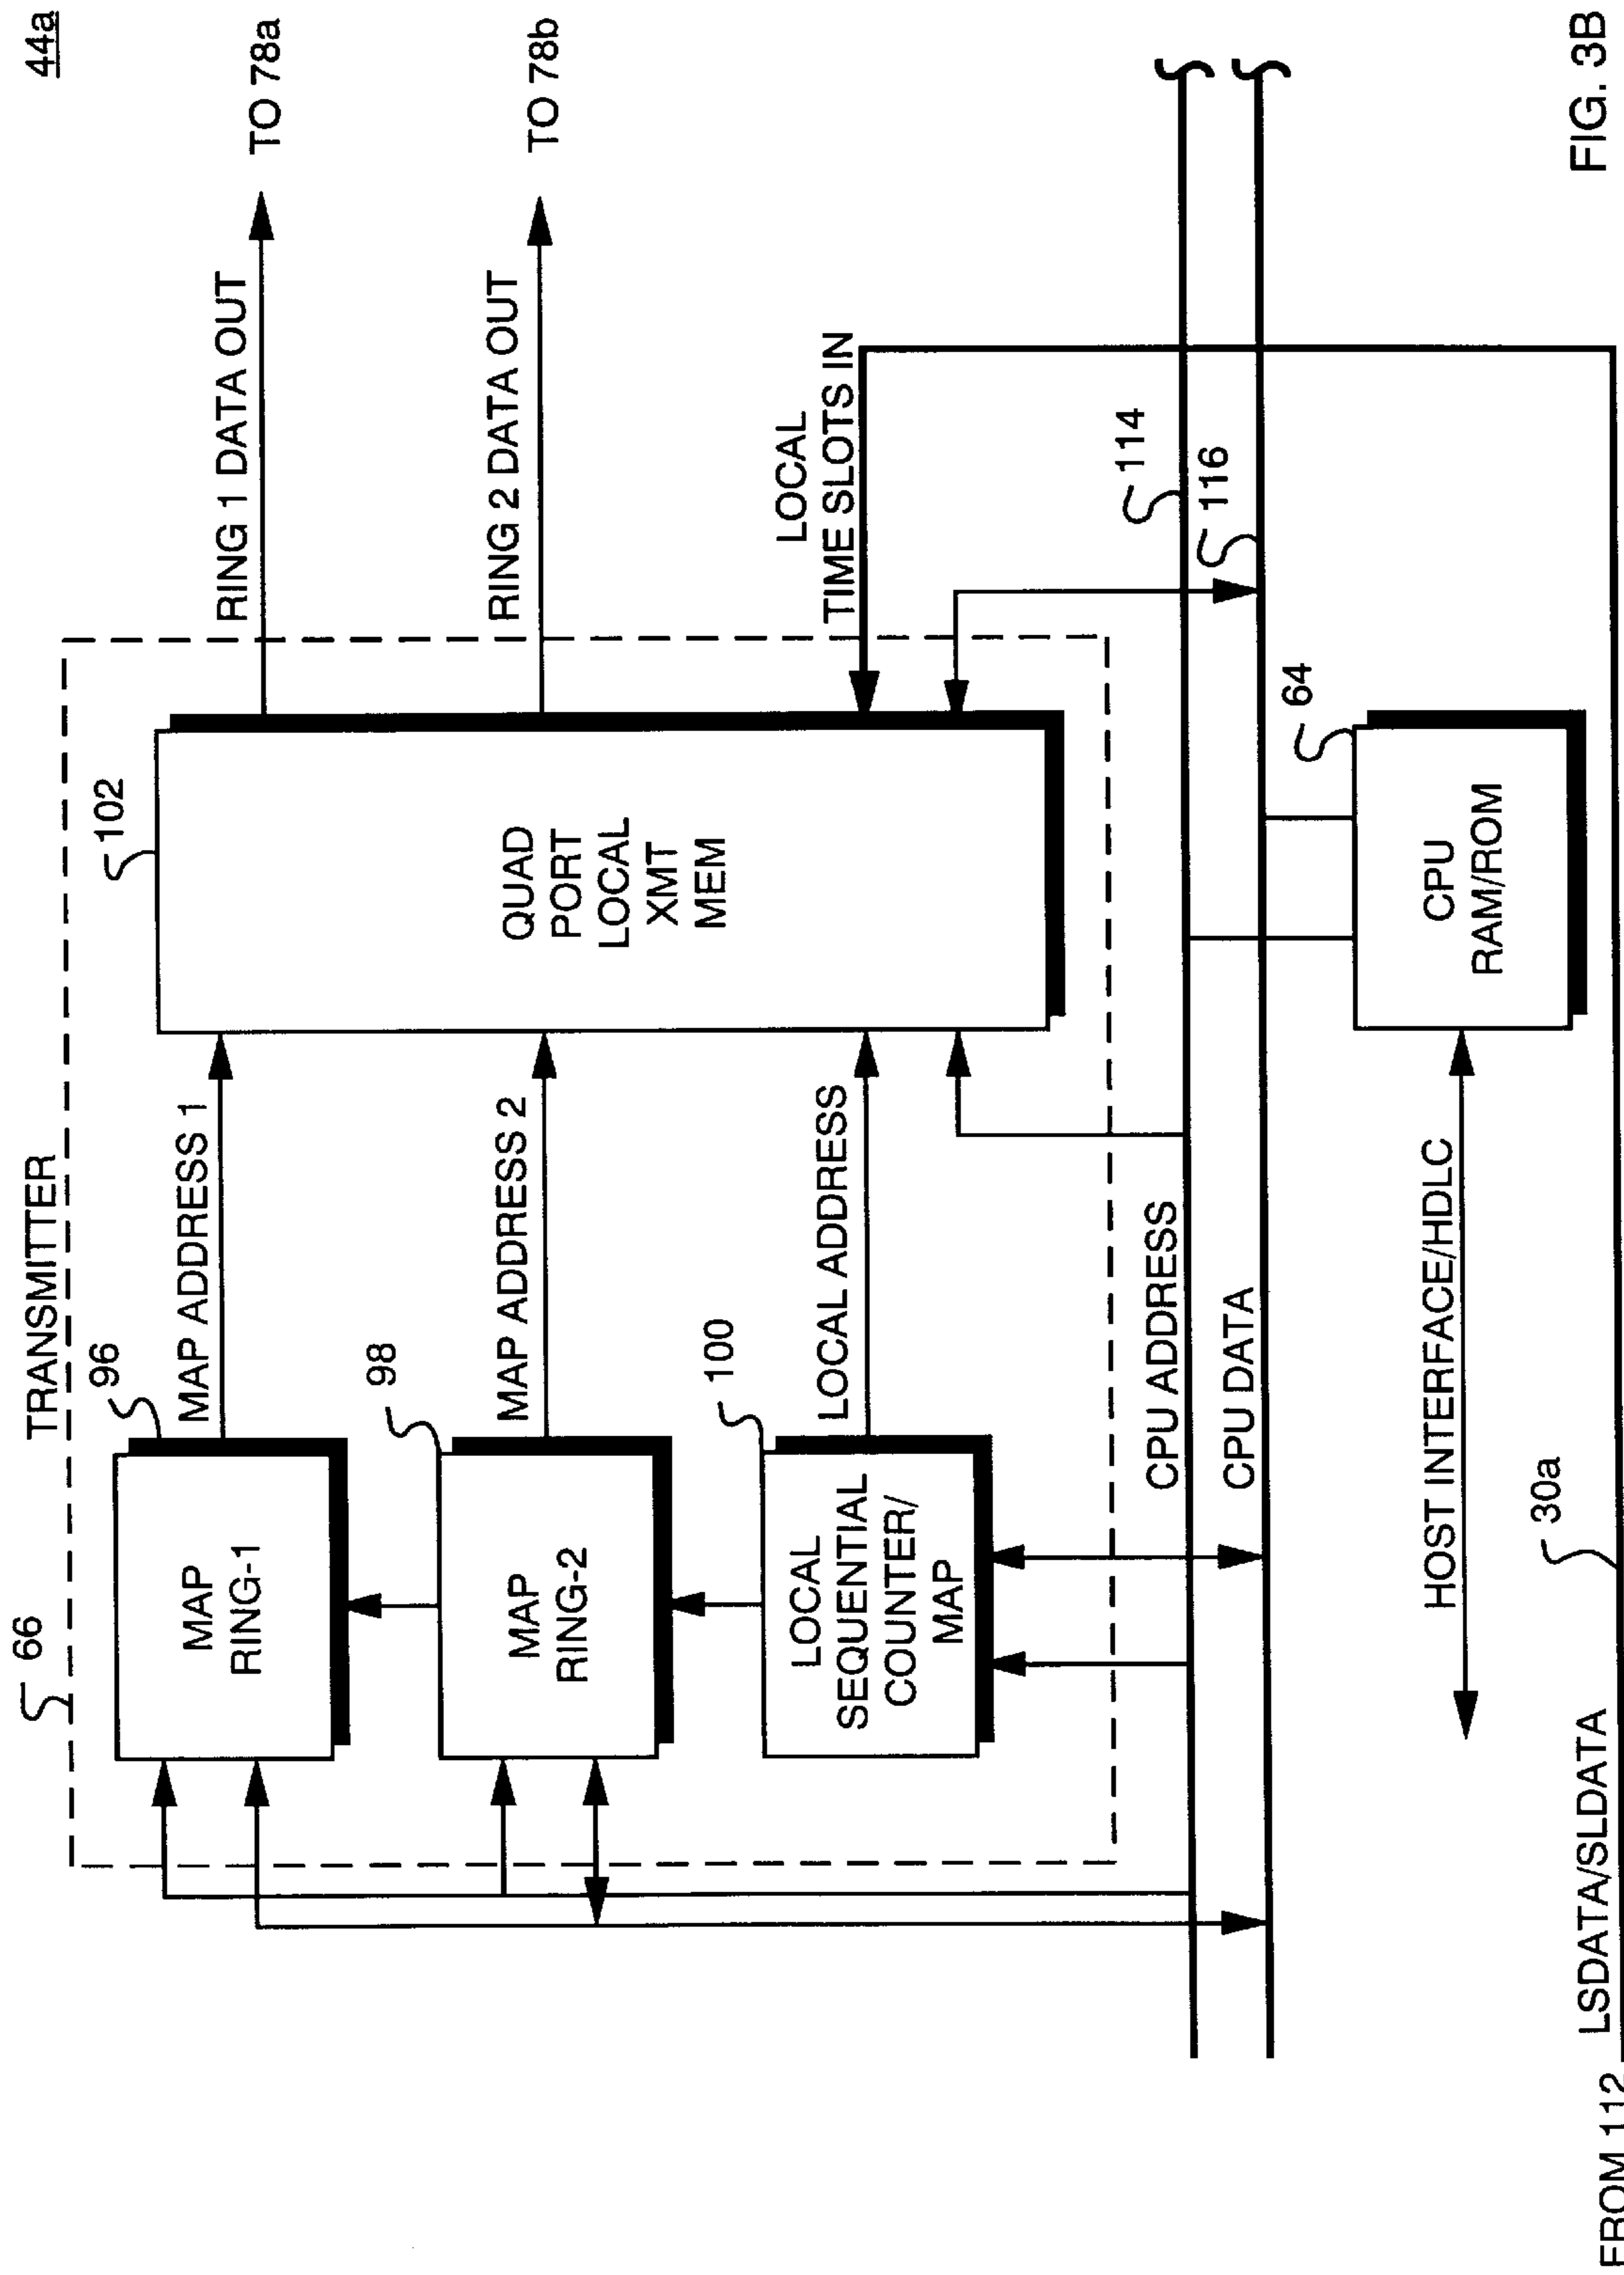 44a
TRANSMITTER
66
96
MAP
RING-1
MAP ADDRESS 1
102
QUAD
PORT
LOCAL
XMT
MEM
RING 1 DATA OUT
TO 78a
98
MAP
RING-2
MAP ADDRESS 2
RING 2 DATA OUT
TO 78b
100
LOCAL
SEQUENTIAL
COUNTER/
MAP
LOCAL ADDRESS
LOCAL
TIME SLOTS IN
CPU ADDRESS
114
CPU DATA
116
64
CPU
RAM/ROM
HOST INTERFACE/HDLC
30a
FROM 112
LSDATA/SLDATA
FIG. 3B